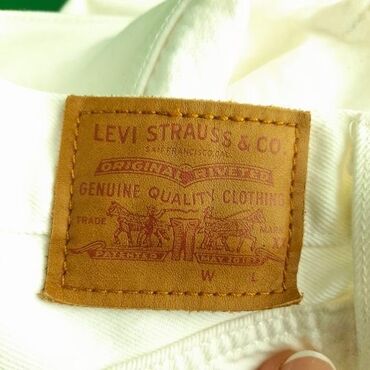 LEVI STRAUSS & CO.
SAN FRANCISCO, CAL.
ORIGINAL RIVETED
GENUINE QUALITY CLOTHING
TRADE MARK
PATENTED MAY 20 1873
W L